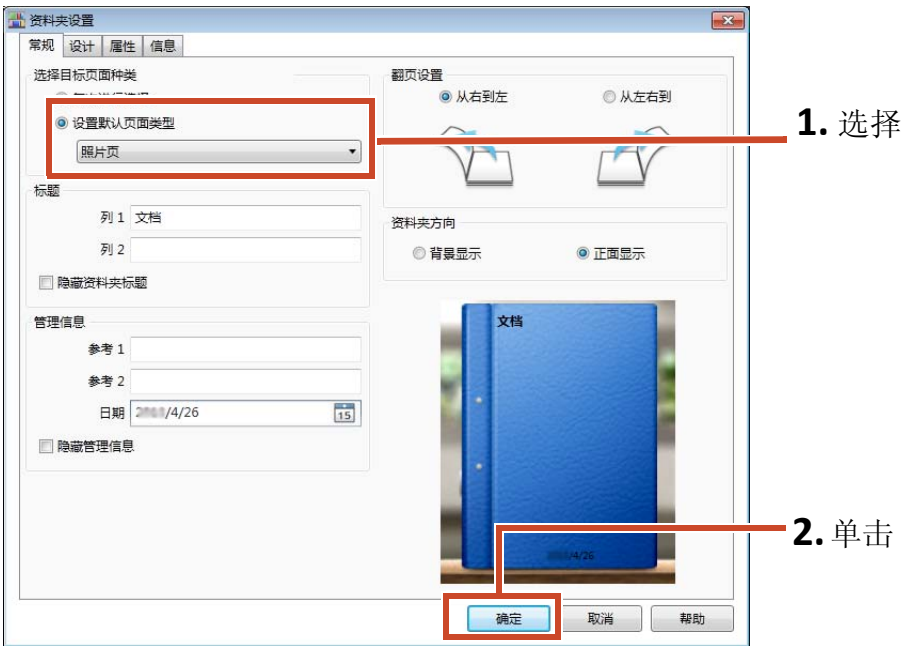 资料夹设置
常规 设计 属性 信息
选择目标页面种类
设置默认页面类型
照片页
标题
列 1 文档
列 2
隐藏资料夹标题
管理信息
参考 1
参考 2
日期 /4/26
15
隐藏管理信息
翻页设置
从右到左 从左右到
资料夹方向
背景显示 正面显示
文档
/4/26
确定 取消 帮助
1. 选择
2. 单击